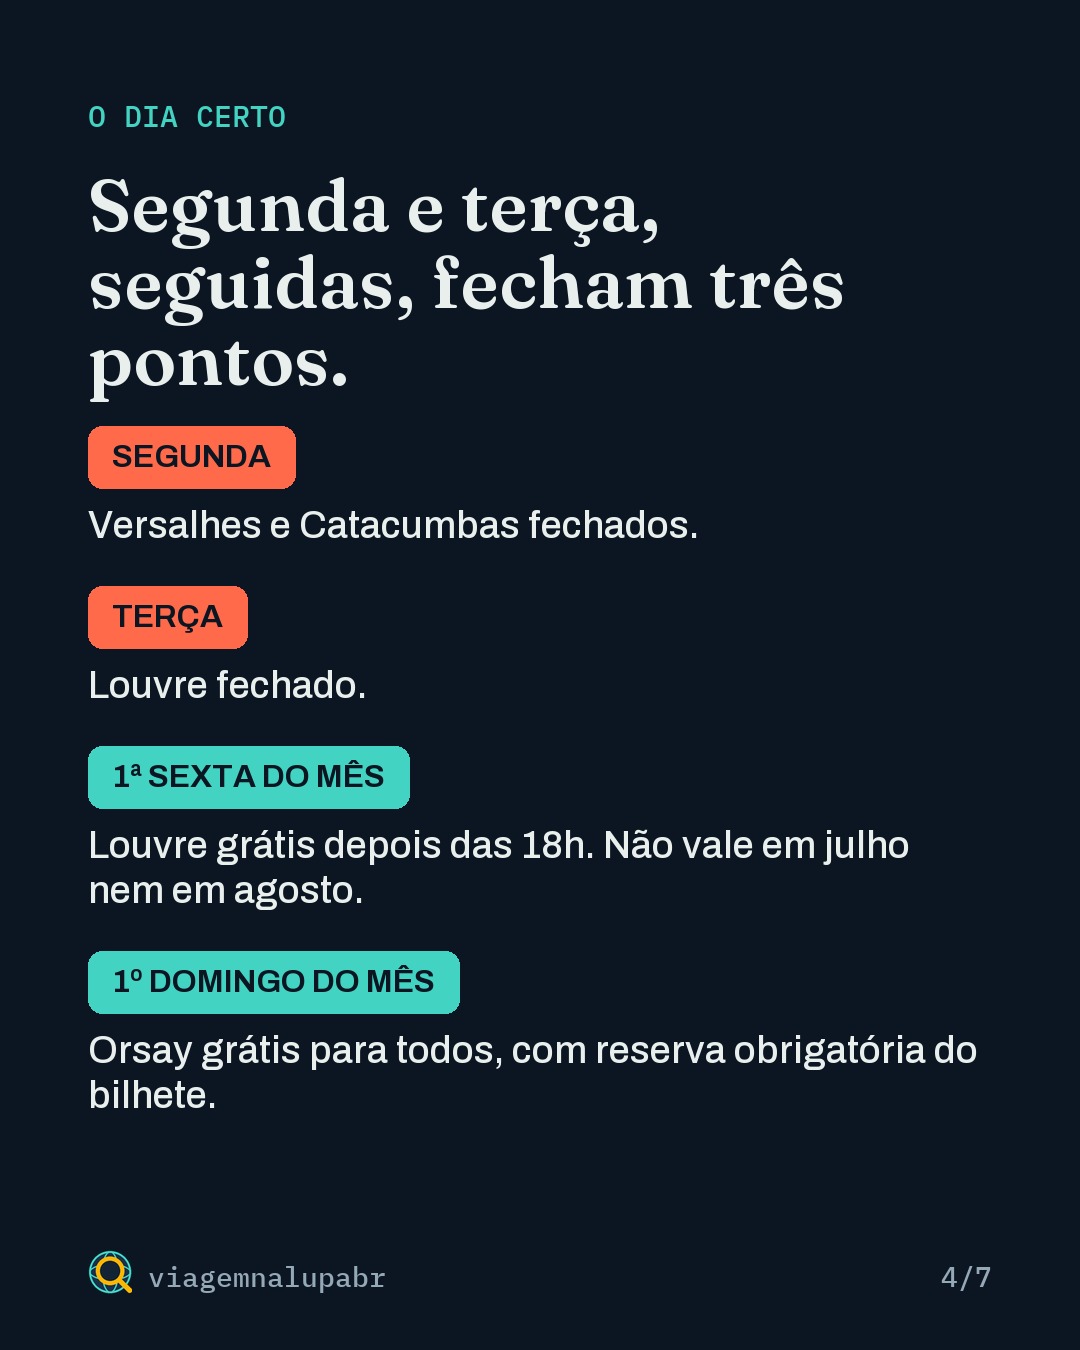 O DIA CERTO
Segunda e terça,
seguidas, fecham três
pontos.
SEGUNDA
Versalhes e Catacumbas fechados.
TERÇA
Louvre fechado.
1ª SEXTA DO MÊS
Louvre grátis depois das 18h. Não vale em julho
nem em agosto.
1º DOMINGO DO MÊS
Orsay grátis para todos, com reserva obrigatória do
bilhete.
viagemnalupabr
4/7